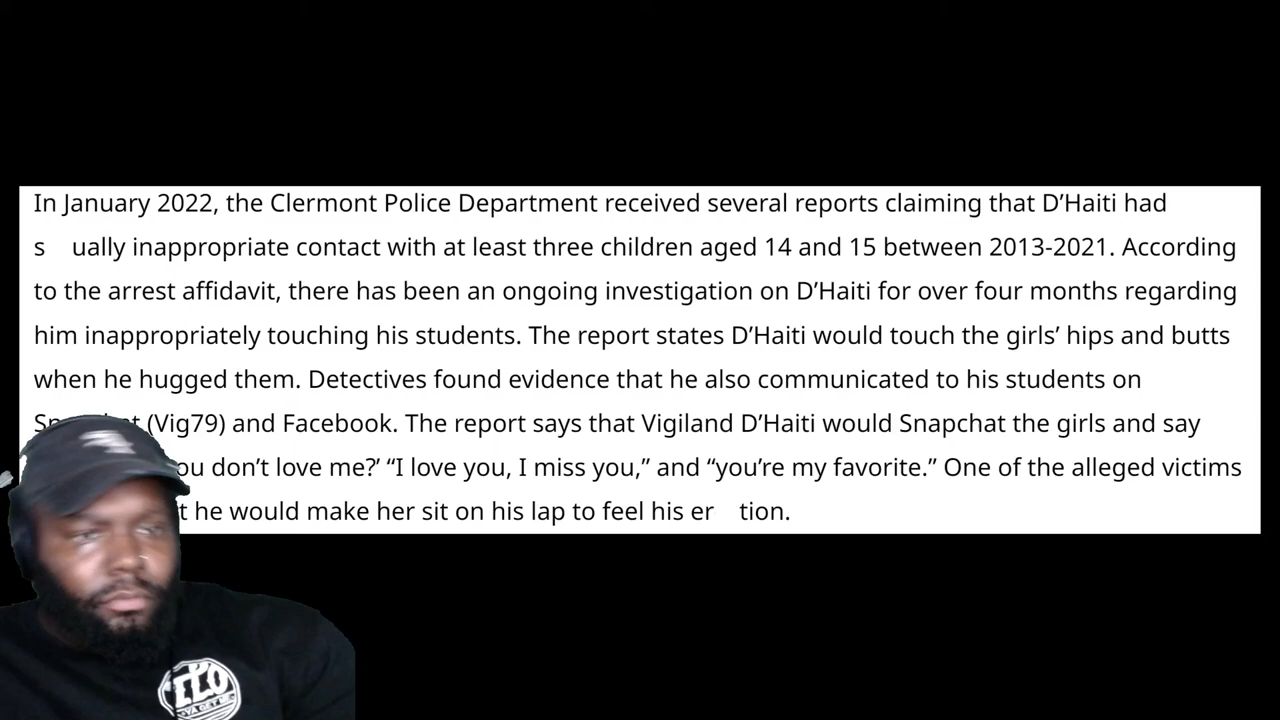 In January 2022, the Clermont Police Department received several reports claiming that D’Haiti had
s ually inappropriate contact with at least three children aged 14 and 15 between 2013-2021. According
to the arrest affidavit, there has been an ongoing investigation on D’Haiti for over four months regarding
him inappropriately touching his students. The report states D’Haiti would touch the girls’ hips and butts
when he hugged them. Detectives found evidence that he also communicated to his students on
(Vig79) and Facebook. The report says that Vigiland D’Haiti would Snapchat the girls and say
don’t love me?’ “I love you, I miss you,” and “you’re my favorite.” One of the alleged victims
he would make her sit on his lap to feel his er tion.